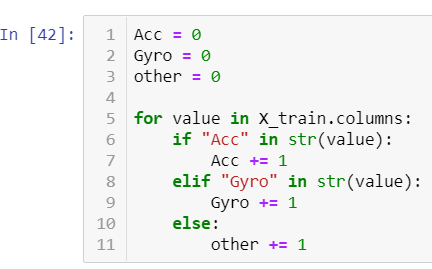 In [42]:
1 Acc = 0
2 Gyro = 0
3 other = 0
4
5 for value in X_train.columns:
6     if "Acc" in str(value):
7         Acc += 1
8     elif "Gyro" in str(value):
9         Gyro += 1
10     else:
11         other += 1